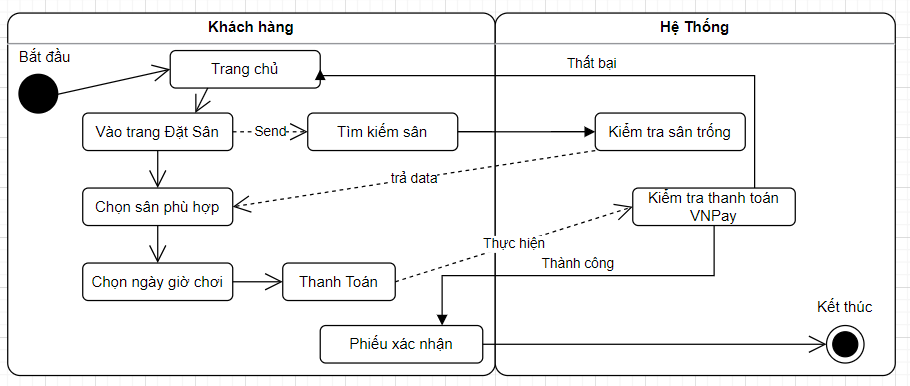 Khách hàng
Hệ Thống
Bắt đầu
Trang chủ
Thất bại
Vào trang Đặt Sân
Send
Tìm kiếm sân
Kiểm tra sân trống
trả data
Chọn sân phù hợp
Kiểm tra thanh toán
VNPay
Thực hiện
Thành công
Chọn ngày giờ chơi
Thanh Toán
Kết thúc
Phiếu xác nhận